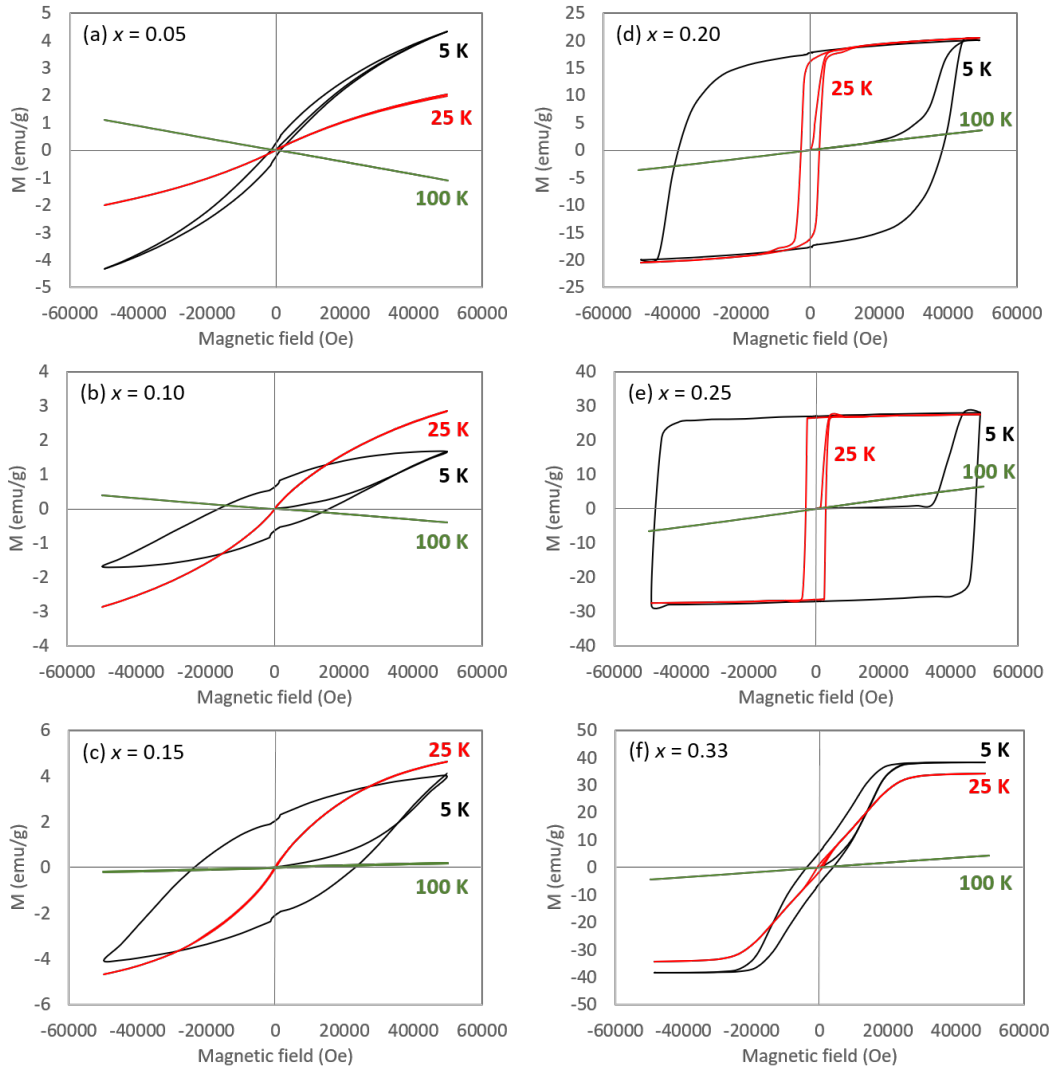 (a) x = 0.05
5 K
25 K
100 K
M (emu/g)
5
4
3
2
1
0
-1
-2
-3
-4
-5
-60000 -40000 -20000 0 20000 40000 60000
Magnetic field (Oe)
(d) x = 0.20
5 K
25 K
100 K
M (emu/g)
25
20
15
10
5
0
-5
-10
-15
-20
-25
-60000 -40000 -20000 0 20000 40000 60000
Magnetic field (Oe)
(b) x = 0.10
25 K
5 K
100 K
M (emu/g)
4
3
2
1
0
-1
-2
-3
-4
-60000 -40000 -20000 0 20000 40000 60000
Magnetic field (Oe)
(e) x = 0.25
5 K
25 K
100 K
M (emu/g)
40
30
20
10
0
-10
-20
-30
-40
-60000 -40000 -20000 0 20000 40000 60000
Magnetic field (Oe)
(c) x = 0.15
25 K
5 K
100 K
M (emu/g)
6
4
2
0
-2
-4
-6
-60000 -40000 -20000 0 20000 40000 60000
Magnetic field (Oe)
(f) x = 0.33
5 K
25 K
100 K
M (emu/g)
50
40
30
20
10
0
-10
-20
-30
-40
-50
-60000 -40000 -20000 0 20000 40000 60000
Magnetic field (Oe)